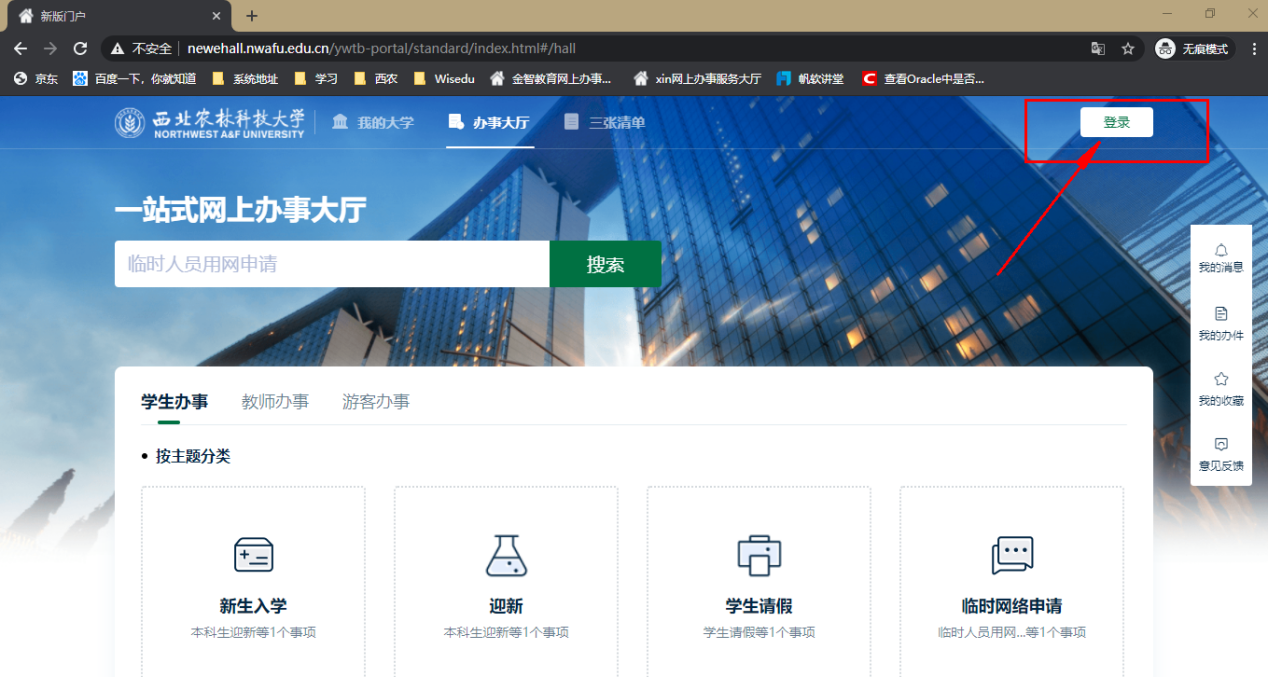 新版门户
不安全 newehall.nwafu.edu.cn/ywtb-portal/standard/index.html#/hall 无痕模式
京东 百度一下，你就知道 系统地址 学习 西农 Wisedu 金智教育网上办事... xin网上办事服务大厅 帆软讲堂 查看Oracle中是否...
西北农林科技大学 我的大学 办事大厅 三张清单 登录
NORTHWEST A&F UNIVERSITY
一站式网上办事大厅
临时人员用网申请 搜索
我的消息
我的办件
我的收藏
意见反馈
学生办事 教师办事 游客办事
• 按主题分类
新生入学 迎新 学生请假 临时网络申请
本科生迎新等1个事项 本科生迎新等1个事项 学生请假等1个事项 临时人员用网...等1个事项